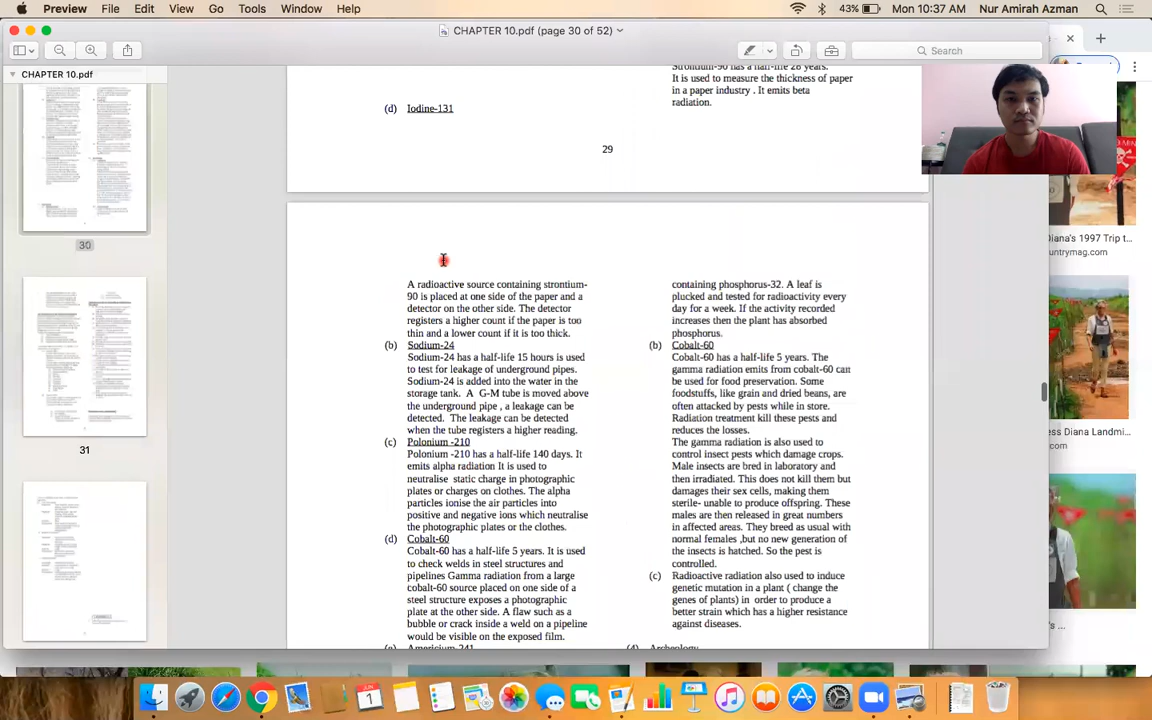 Preview File Edit View Go Tools Window Help
43% Mon 10:37 AM Nur Amirah Azman
CHAPTER 10.pdf (page 30 of 52)
Search
CHAPTER 10.pdf
30
31
Strontium-90 has a half-life 28 years.
It is used to measure the thickness of paper
in a paper industry . It emits beta
radiation.
(d) Iodine-131
29
A radioactive source containing strontium-
90 is placed at one side of the paper and a
detector on the other side. The detector
registers a higher count if the paper is too
thin and a lower count if it is too thick.
(b) Sodium-24
Sodium-24 has a half-life 15 hours is used
to test for leakage of underground pipes.
Sodium-24 is added into the water in the
storage tank. A G-M tube is moved above
the underground pipe , a leakage can be
detected. The leakage can be detected
when the tube registers a higher reading.
(c) Polonium -210
Polonium -210 has a half-life 140 days. It
emits alpha radiation It is used to
neutralise static charge in photographic
plates or charges on clothes. The alpha
particles ionise the air particles into
positive and negative ions which neutralise
the photographic plates or the clothes.
(d) Cobalt-60
Cobalt-60 has a half-life 5 years. It is used
to check welds in steel structures and
pipelines Gamma radiation from a large
cobalt-60 source placed on one side of a
steel structure exposes a photographic
plate at the other side. A flaw such as a
bubble or crack inside a weld on a pipeline
would be visible on the exposed film.
(e) Americium-241
containing phosphorus-32. A leaf is
plucked and tested for radioactivity every
day for a week. If the activity recorded
increases then the plant has absorbed
phosphorus.
(b) Cobalt-60
Cobalt-60 has a half-life 5 years. The
gamma radiation emits from cobalt-60 can
be used for food preservation. Some
foodstuffs, like grain and dried beans, are
often attacked by pests while in store.
Radiation treatment kill these pests and
reduces the losses.
The gamma radiation is also used to
control insect pests which damage crops.
Male insects are bred in laboratory and
then irradiated. This does not kill them but
damages their sex cells, making them
sterile- unable to produce offspring. These
males are then released in great numbers
in affected areas. They breed as usual with
normal females ,but no new generation of
the insects is hatched. So the pest is
controlled.
(c) Radioactive radiation also used to induce
genetic mutation in a plant ( change the
genes of plants) in order to produce a
better strain which has a higher resistance
against diseases.
(d) Archeology
Diana's 1997 Trip t...
untrymag.com
ess Diana Landmi...
untrymag.com
's ...
JUN
1